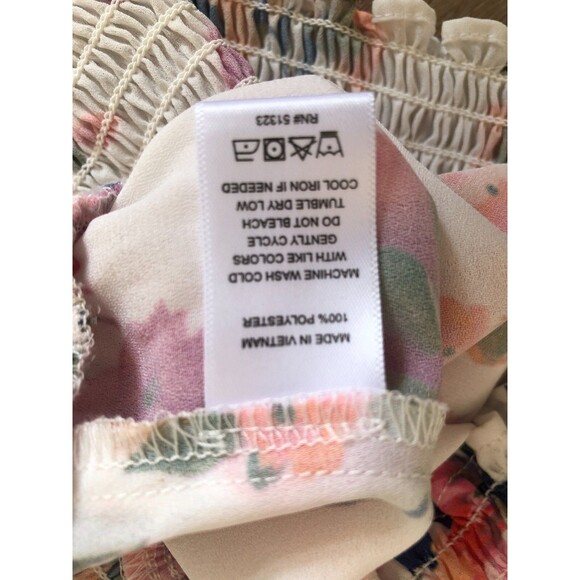 MADE IN VIETNAM
100% POLYESTER
MACHINE WASH COLD
WITH LIKE COLORS
GENTLY CYCLE
DO NOT BLEACH
TUMBLE DRY LOW
COOL IRON IF NEEDED
RN# 51323